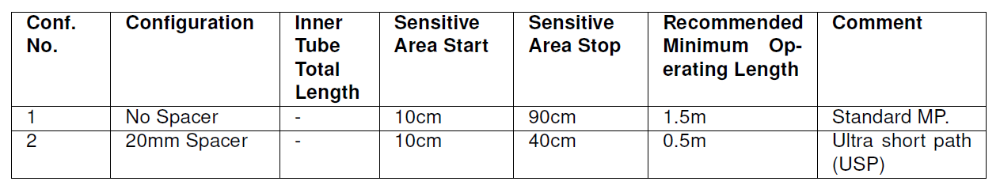 Conf. No. | Configuration | Inner Tube Total Length | Sensitive Area Start | Sensitive Area Stop | Recommended Minimum Op-erating Length | Comment
1 | No Spacer | - | 10cm | 90cm | 1.5m | Standard MP.
2 | 20mm Spacer | - | 10cm | 40cm | 0.5m | Ultra short path (USP)